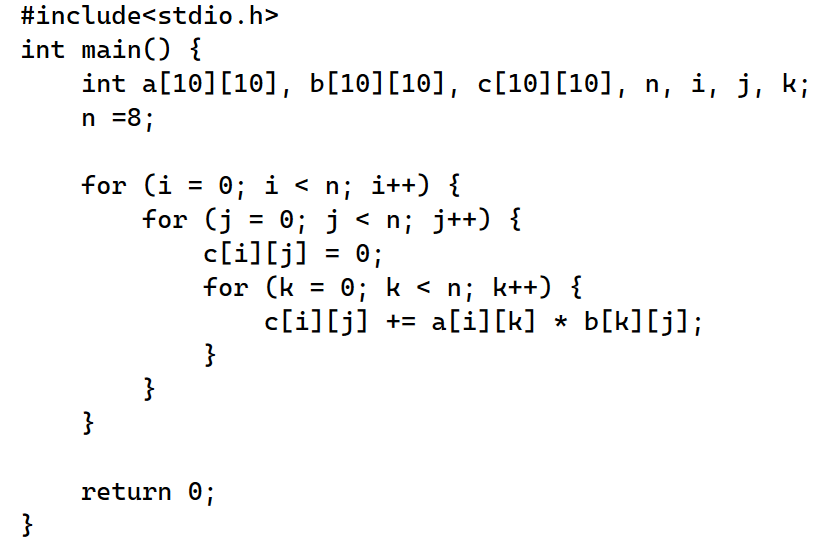 #include<stdio.h>
int main() {
    int a[10][10], b[10][10], c[10][10], n, i, j, k;
    n =8;

    for (i = 0; i < n; i++) {
        for (j = 0; j < n; j++) {
            c[i][j] = 0;
            for (k = 0; k < n; k++) {
                c[i][j] += a[i][k] * b[k][j];
            }
        }
    }

    return 0;
}